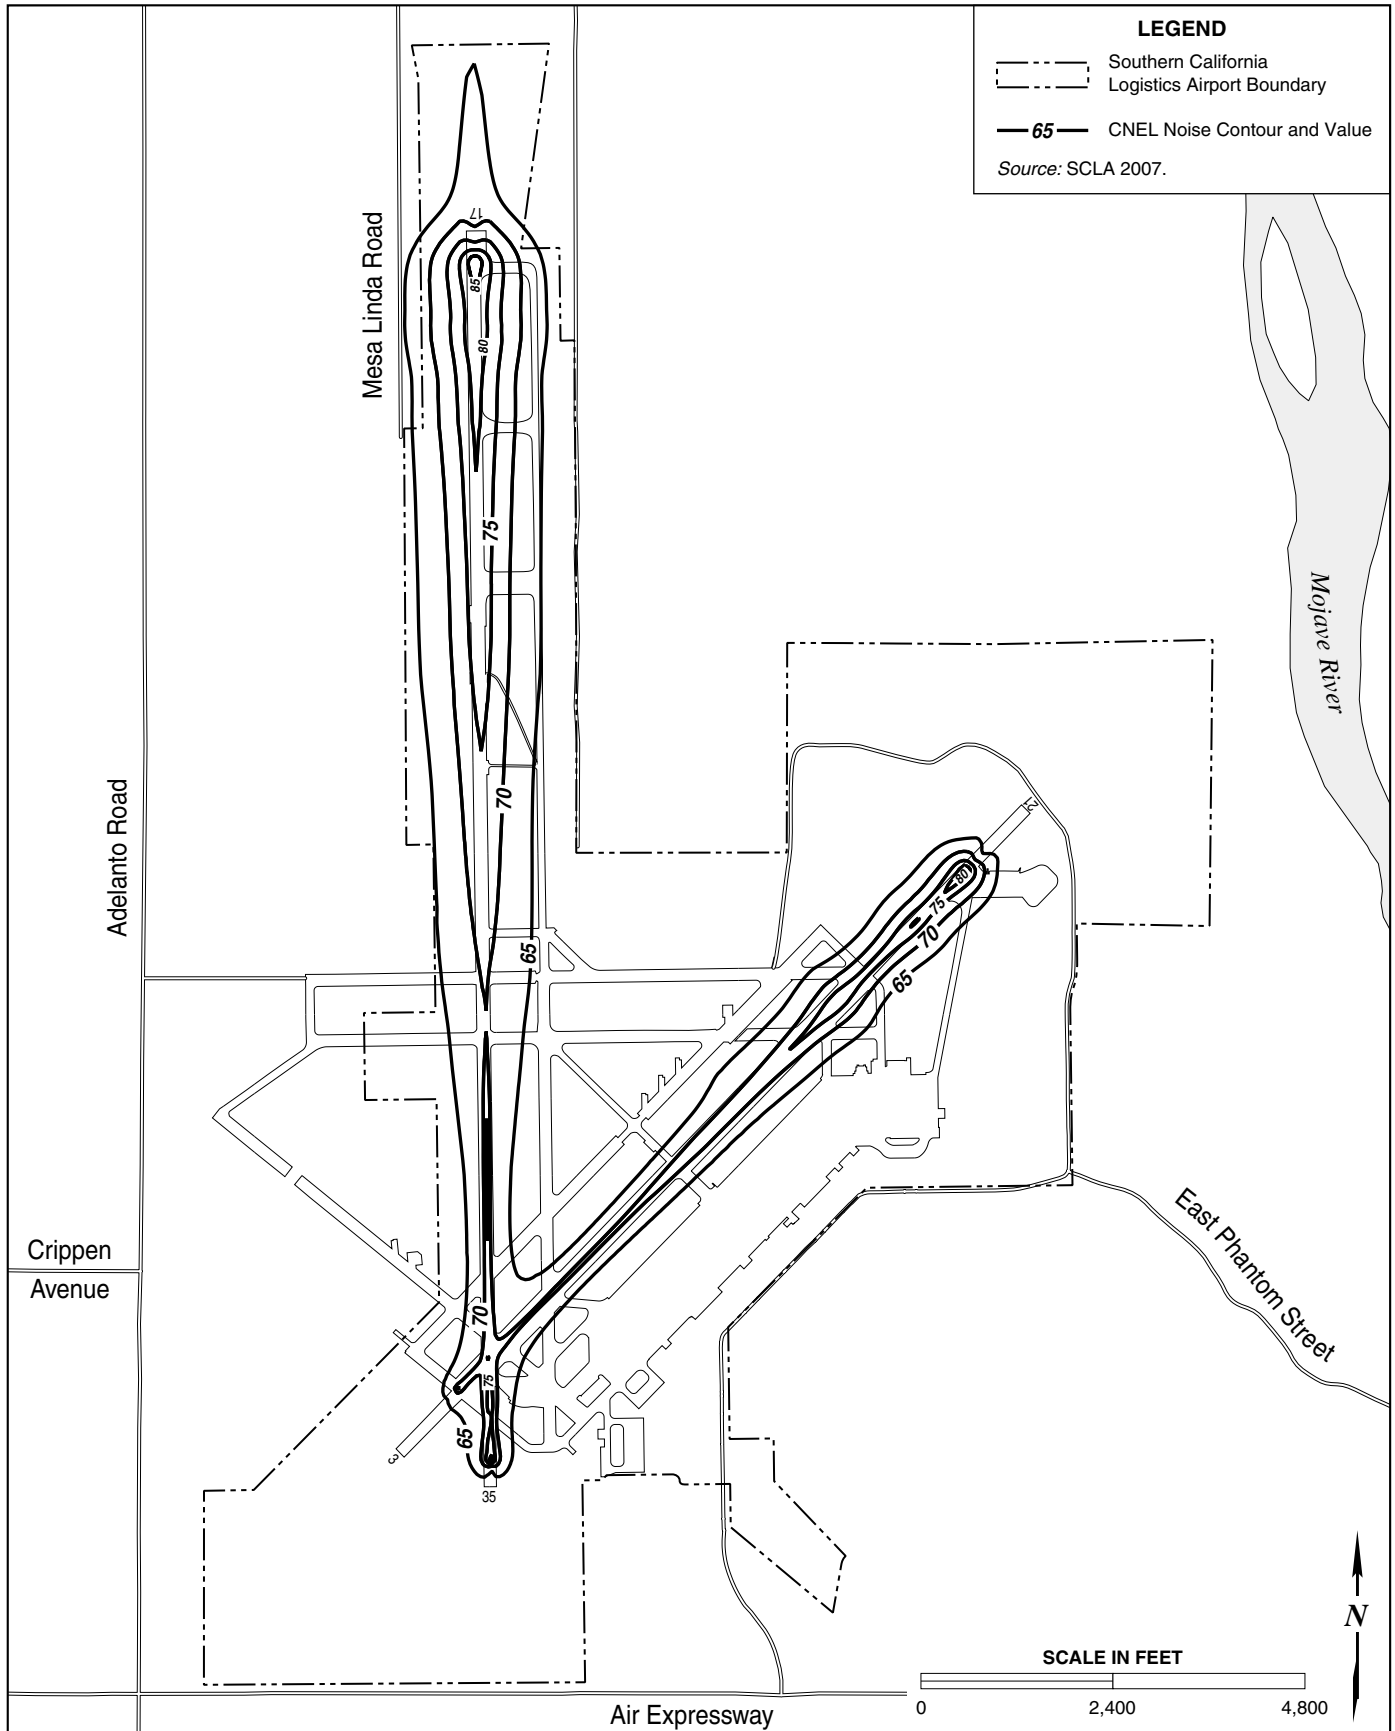 LEGEND
Southern California
Logistics Airport Boundary
65
CNEL Noise Contour and Value
Source: SCLA 2007.
Mesa Linda Road
17
85
80
75
Mojave River
70
Adelanto Road
21
80
75
70
65
65
Crippen
Avenue
East Phantom Street
70
75
65
3
35
N
SCALE IN FEET
0
2,400
4,800
Air Expressway